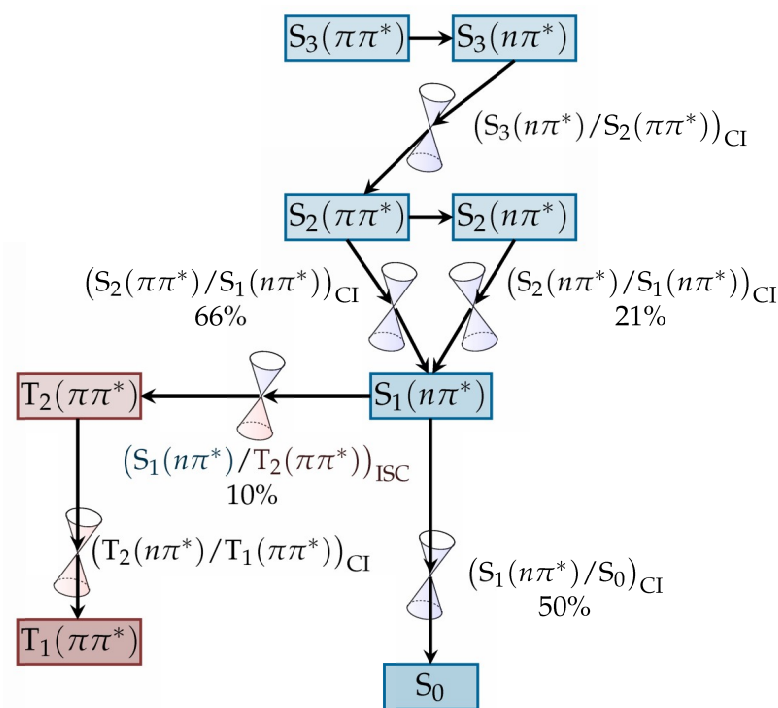 S₃(ππ*) S₃(nπ*)
(S₃(nπ*)/S₂(ππ*))CI
S₂(ππ*) S₂(nπ*)
(S₂(ππ*)/S₁(nπ*))CI
66%
(S₂(nπ*)/S₁(nπ*))CI
21%
T₂(ππ*) S₁(nπ*)
(S₁(nπ*)/T₂(ππ*))ISC
10%
(T₂(nπ*)/T₁(ππ*))CI
(S₁(nπ*)/S₀)CI
50%
T₁(ππ*)
S₀